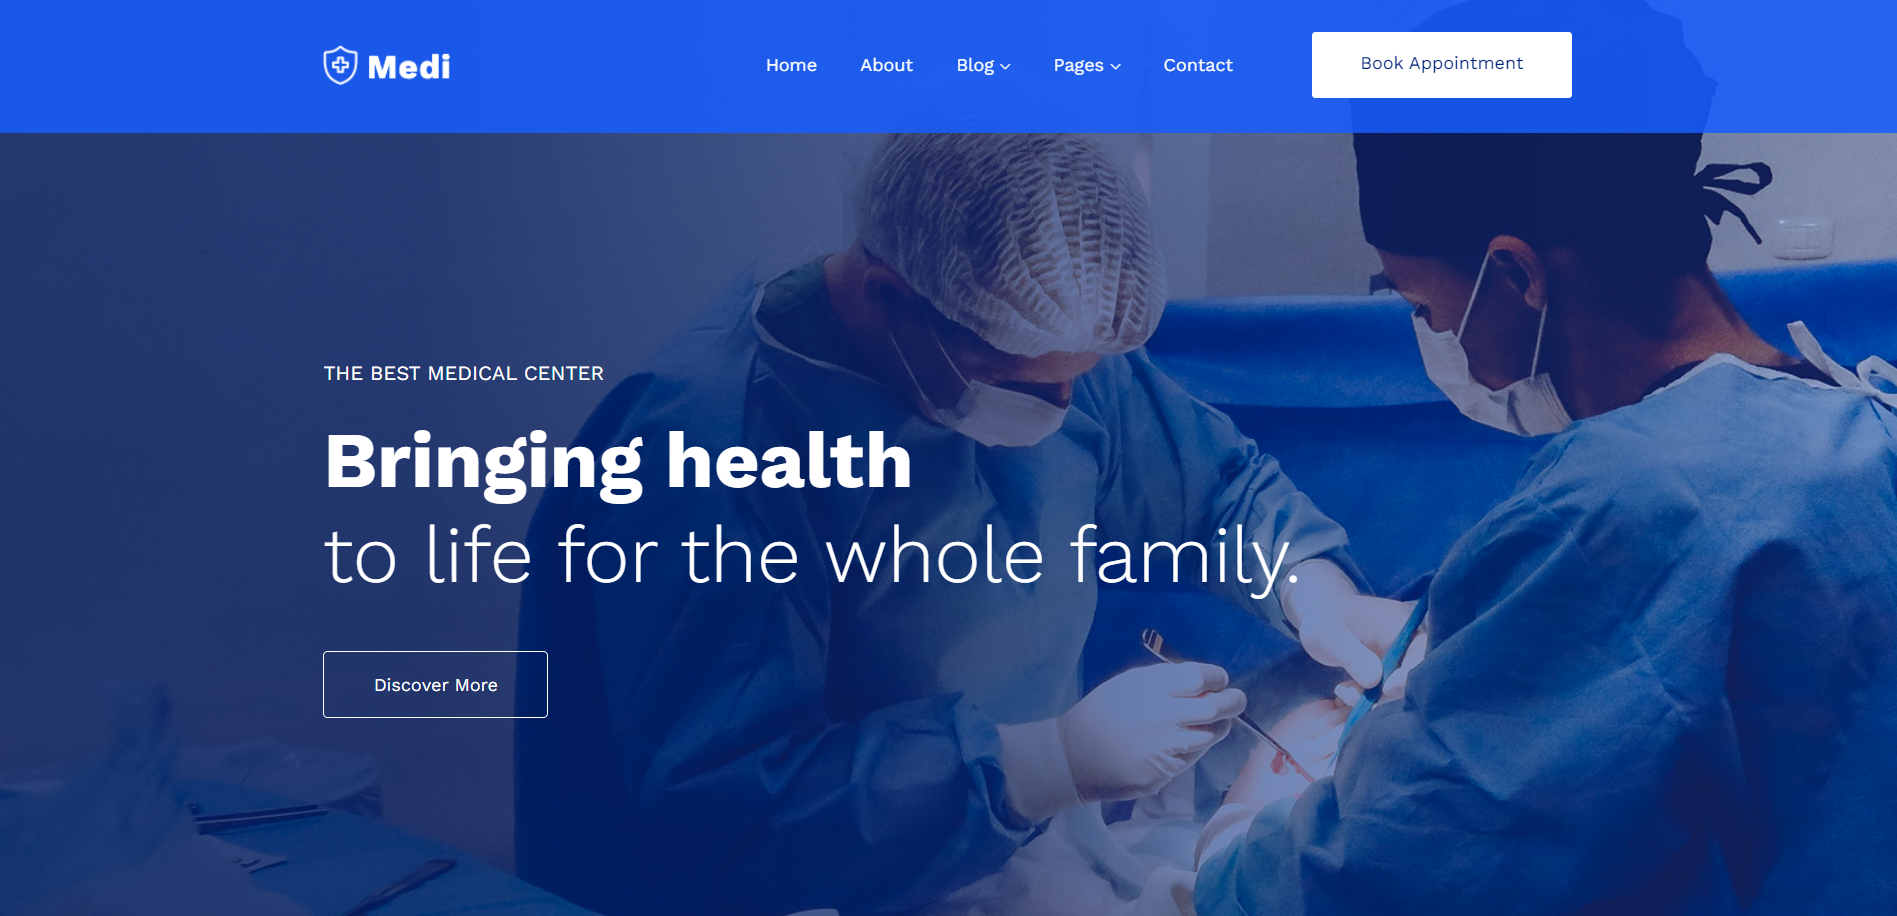 Medi
Home About Blog Pages Contact Book Appointment
THE BEST MEDICAL CENTER
Bringing health
to life for the whole family.
Discover More